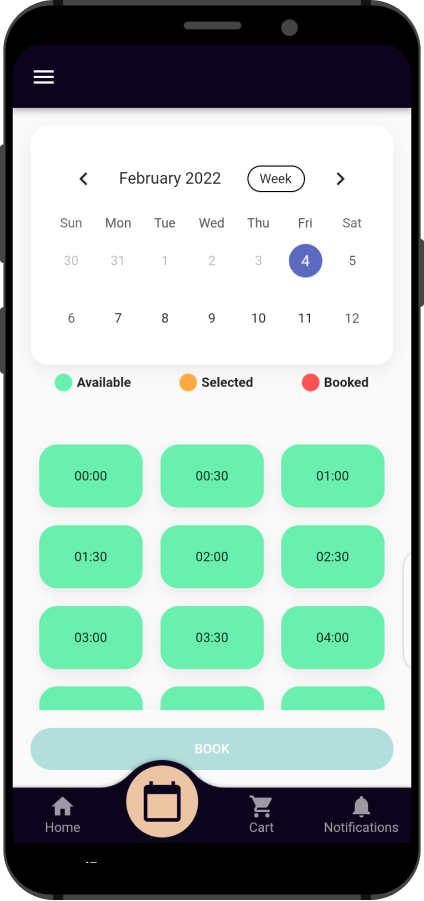 February 2022 Week
Sun Mon Tue Wed Thu Fri Sat
30 31 1 2 3 4 5
6 7 8 9 10 11 12
Available Selected Booked
00:00 00:30 01:00
01:30 02:00 02:30
03:00 03:30 04:00
BOOK
Home Cart Notifications